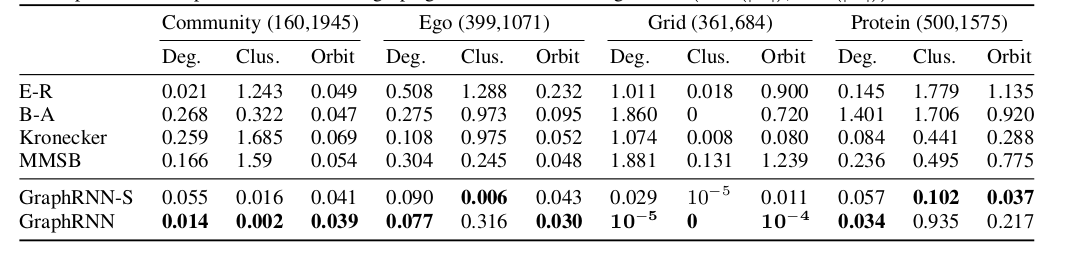 Community (160,1945) Ego (399,1071) Grid (361,684) Protein (500,1575)
Deg. Clus. Orbit Deg. Clus. Orbit Deg. Clus. Orbit Deg. Clus. Orbit
E-R 0.021 1.243 0.049 0.508 1.288 0.232 1.011 0.018 0.900 0.145 1.779 1.135
B-A 0.268 0.322 0.047 0.275 0.973 0.095 1.860 0 0.720 1.401 1.706 0.920
Kronecker 0.259 1.685 0.069 0.108 0.975 0.052 1.074 0.008 0.080 0.084 0.441 0.288
MMSB 0.166 1.59 0.054 0.304 0.245 0.048 1.881 0.131 1.239 0.236 0.495 0.775
GraphRNN-S 0.055 0.016 0.041 0.090 0.006 0.043 0.029 10⁻⁵ 0.011 0.057 0.102 0.037
GraphRNN 0.014 0.002 0.039 0.077 0.316 0.030 10⁻⁵ 0 10⁻⁴ 0.034 0.935 0.217